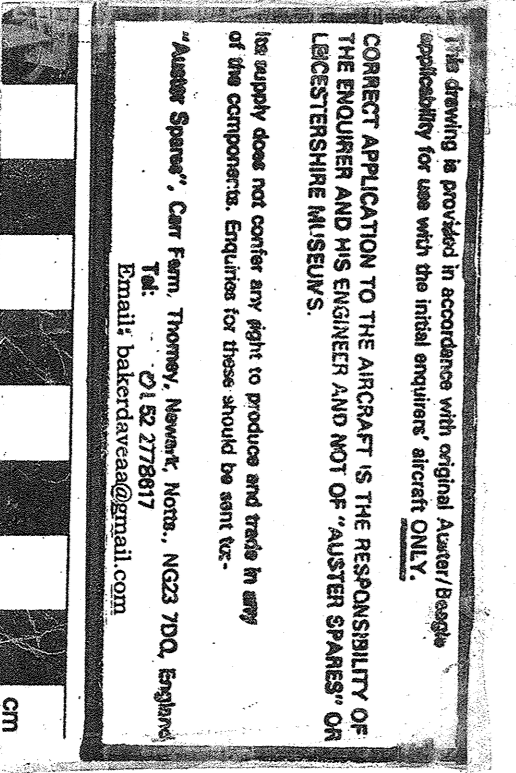 This drawing is provided in accordance with original Auster/Beagle
applicability for use with the initial enquirers' aircraft ONLY.
CORRECT APPLICATION TO THE AIRCRAFT IS THE RESPONSIBILITY OF
THE ENQUIRER AND HIS ENGINEER AND NOT OF "AUSTER SPARES" OR
LEICESTERSHIRE MUSEUMS.
Its supply does not confer any right to produce and trade in any
of the components. Enquiries for these should be sent to:-
"Auster Spares", Carr Farm, Thorney, Newark, Notts., NG23 7DQ, England
Tel: 0152 2778617
Email: bakerdaveaa@gmail.com
cm